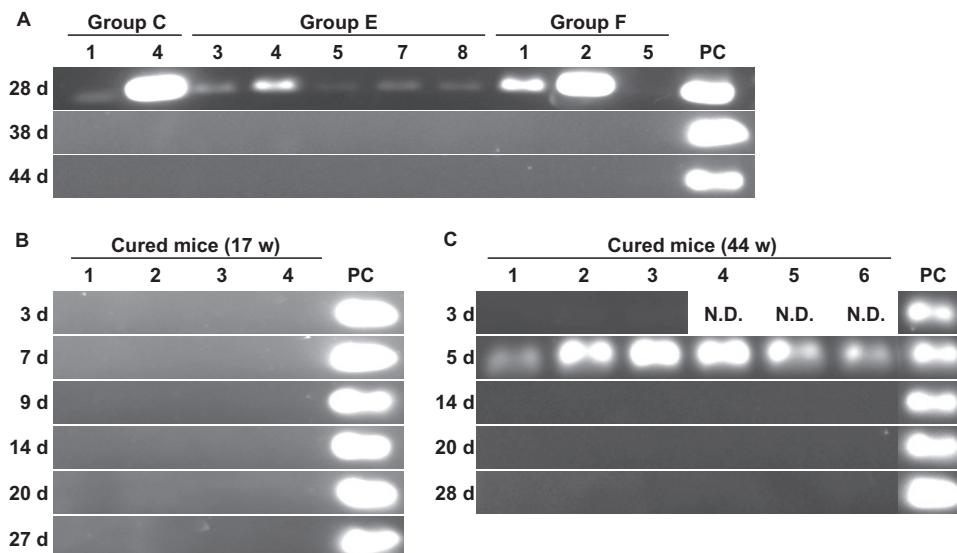 A
Group C Group E Group F
1 4 3 4 5 7 8 1 2 5 PC
28 d
38 d
44 d
B
Cured mice (17 w)
1 2 3 4 PC
3 d
7 d
9 d
14 d
20 d
27 d
C
Cured mice (44 w)
1 2 3 4 5 6 PC
3 d N.D. N.D. N.D.
5 d
14 d
20 d
28 d